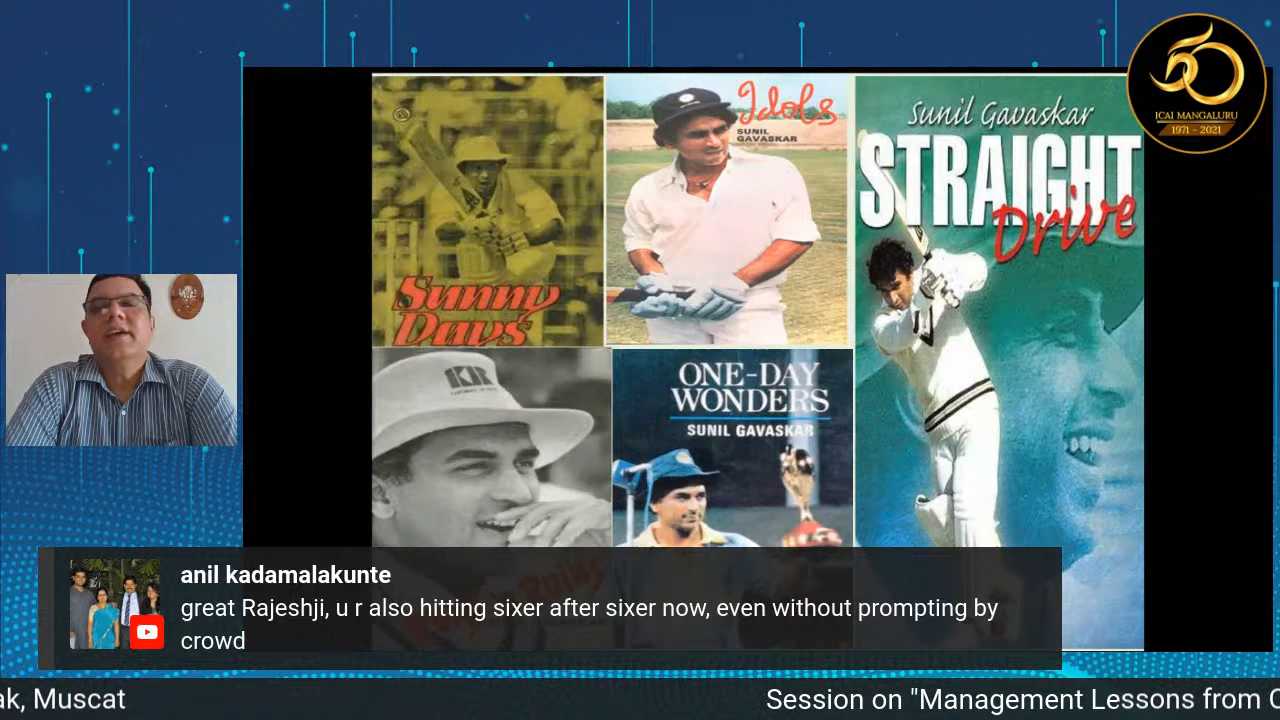 50
ICAI MANGALURU
1971 - 2021
Sunny
Days
Idols
SUNIL
GAVASKAR
Sunil Gavaskar
STRAIGHT
Drive
KR
ONE-DAY
WONDERS
SUNIL GAVASKAR
Ruins
anil kadamalakunte
great Rajeshji, u r also hitting sixer after sixer now, even without prompting by
crowd
ak, Muscat
Session on "Management Lessons from C